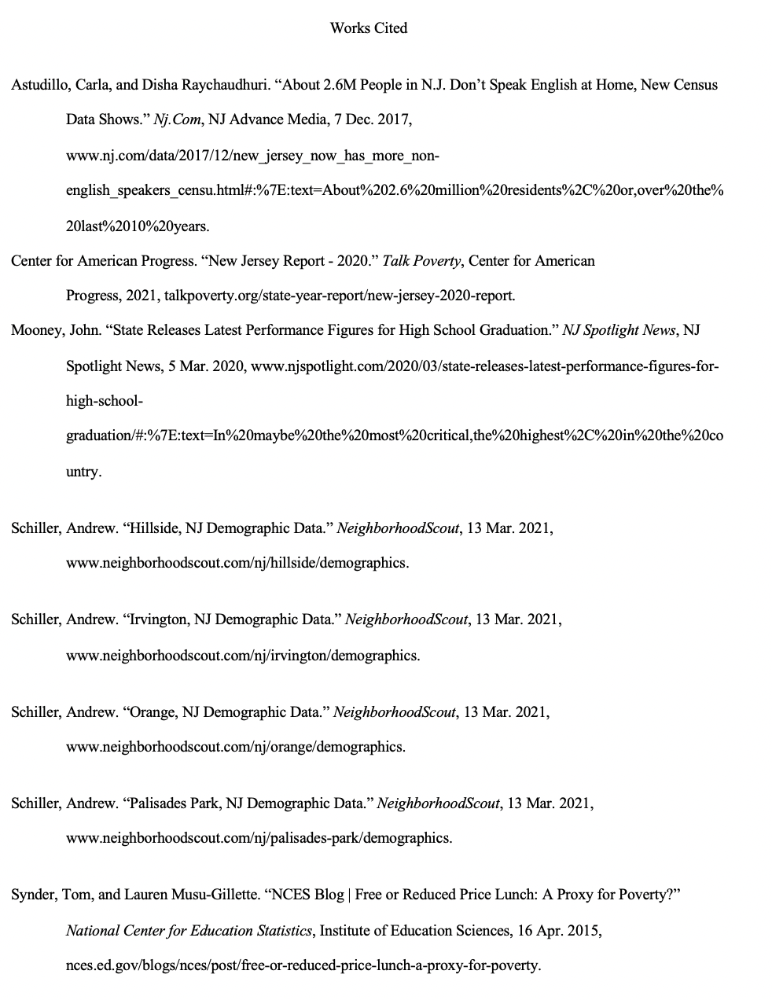 Works Cited
Astudillo, Carla, and Disha Raychaudhuri. “About 2.6M People in N.J. Don’t Speak English at Home, New Census
Data Shows.” Nj.Com, NJ Advance Media, 7 Dec. 2017,
www.nj.com/data/2017/12/new_jersey_now_has_more_non-
english_speakers_censu.html#:%7E:text=About%202.6%20million%20residents%2C%20or,over%20the%
20last%2010%20years.
Center for American Progress. “New Jersey Report - 2020.” Talk Poverty, Center for American
Progress, 2021, talkpoverty.org/state-year-report/new-jersey-2020-report.
Mooney, John. “State Releases Latest Performance Figures for High School Graduation.” NJ Spotlight News, NJ
Spotlight News, 5 Mar. 2020, www.njspotlight.com/2020/03/state-releases-latest-performance-figures-for-
high-school-
graduation/#:%7E:text=In%20maybe%20the%20most%20critical,the%20highest%2C%20in%20the%20co
untry.
Schiller, Andrew. “Hillside, NJ Demographic Data.” NeighborhoodScout, 13 Mar. 2021,
www.neighborhoodscout.com/nj/hillside/demographics.
Schiller, Andrew. “Irvington, NJ Demographic Data.” NeighborhoodScout, 13 Mar. 2021,
www.neighborhoodscout.com/nj/irvington/demographics.
Schiller, Andrew. “Orange, NJ Demographic Data.” NeighborhoodScout, 13 Mar. 2021,
www.neighborhoodscout.com/nj/orange/demographics.
Schiller, Andrew. “Palisades Park, NJ Demographic Data.” NeighborhoodScout, 13 Mar. 2021,
www.neighborhoodscout.com/nj/palisades-park/demographics.
Synder, Tom, and Lauren Musu-Gillette. “NCES Blog | Free or Reduced Price Lunch: A Proxy for Poverty?”
National Center for Education Statistics, Institute of Education Sciences, 16 Apr. 2015,
nces.ed.gov/blogs/nces/post/free-or-reduced-price-lunch-a-proxy-for-poverty.